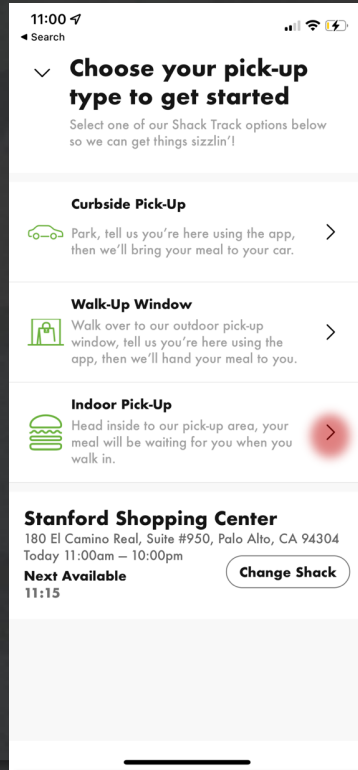 11:00
◀ Search
Choose your pick-up
type to get started
Select one of our Shack Track options below
so we can get things sizzlin'!
Curbside Pick-Up
Park, tell us you're here using the app,
then we'll bring your meal to your car.
Walk-Up Window
Walk over to our outdoor pick-up
window, tell us you're here using the
app, then we'll hand your meal to you.
Indoor Pick-Up
Head inside to our pick-up area, your
meal will be waiting for you when you
walk in.
Stanford Shopping Center
180 El Camino Real, Suite #950, Palo Alto, CA 94304
Today 11:00am – 10:00pm
Next Available
11:15
Change Shack